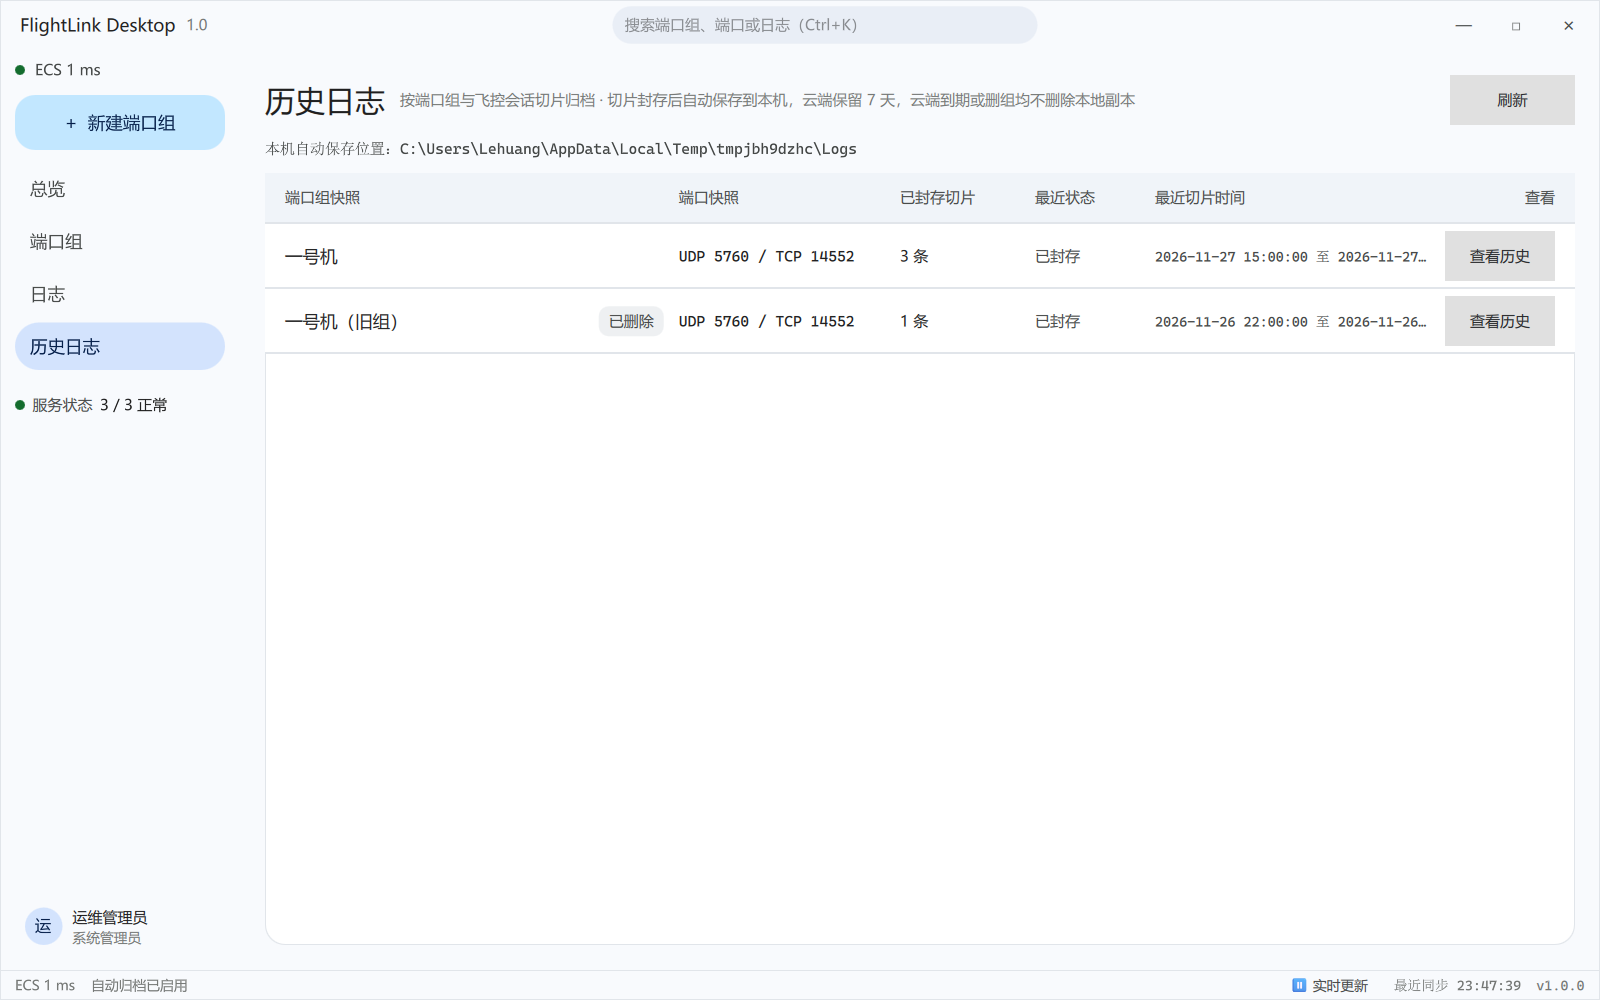 FlightLink Desktop 1.0
搜索端口组、端口或日志（Ctrl+K）
ECS 1 ms
+ 新建端口组
总览
端口组
日志
历史日志
服务状态 3 / 3 正常
历史日志 按端口组与飞控会话切片归档 · 切片封存后自动保存到本机，云端保留 7 天，云端到期或删组均不删除本地副本
刷新
本机自动保存位置：C:\Users\Lehuang\AppData\Local\Temp\tmpjbh9dzhc\Logs
端口组快照 端口快照 已封存切片 最近状态 最近切片时间 查看
一号机 UDP 5760 / TCP 14552 3 条 已封存 2026-11-27 15:00:00 至 2026-11-27… 查看历史
一号机（旧组） 已删除 UDP 5760 / TCP 14552 1 条 已封存 2026-11-26 22:00:00 至 2026-11-26… 查看历史
运 运维管理员
系统管理员
ECS 1 ms 自动归档已启用 实时更新 最近同步 23:47:39 v1.0.0